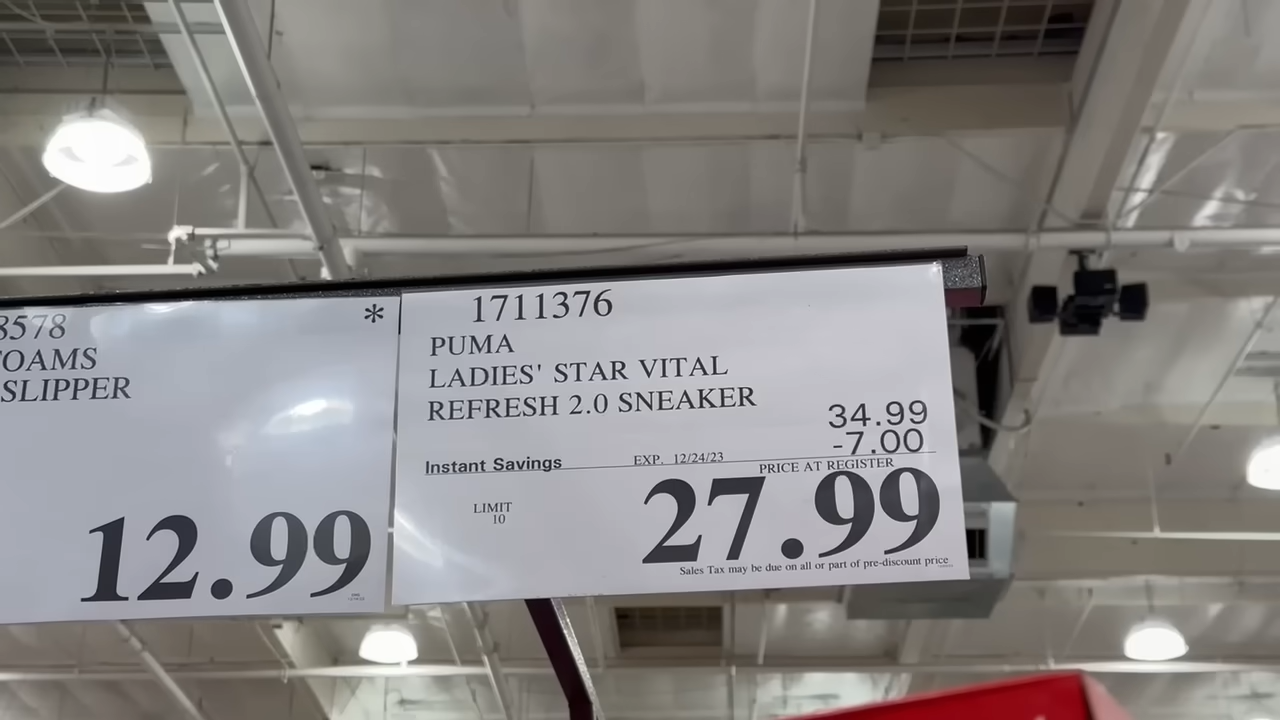 8578
*
OAMS
SLIPPER
12.99
1711376
PUMA
LADIES' STAR VITAL
REFRESH 2.0 SNEAKER
34.99
-7.00
Instant Savings
EXP. 12/24/23
PRICE AT REGISTER
LIMIT
10
27.99
Sales Tax may be due on all or part of pre-discount price